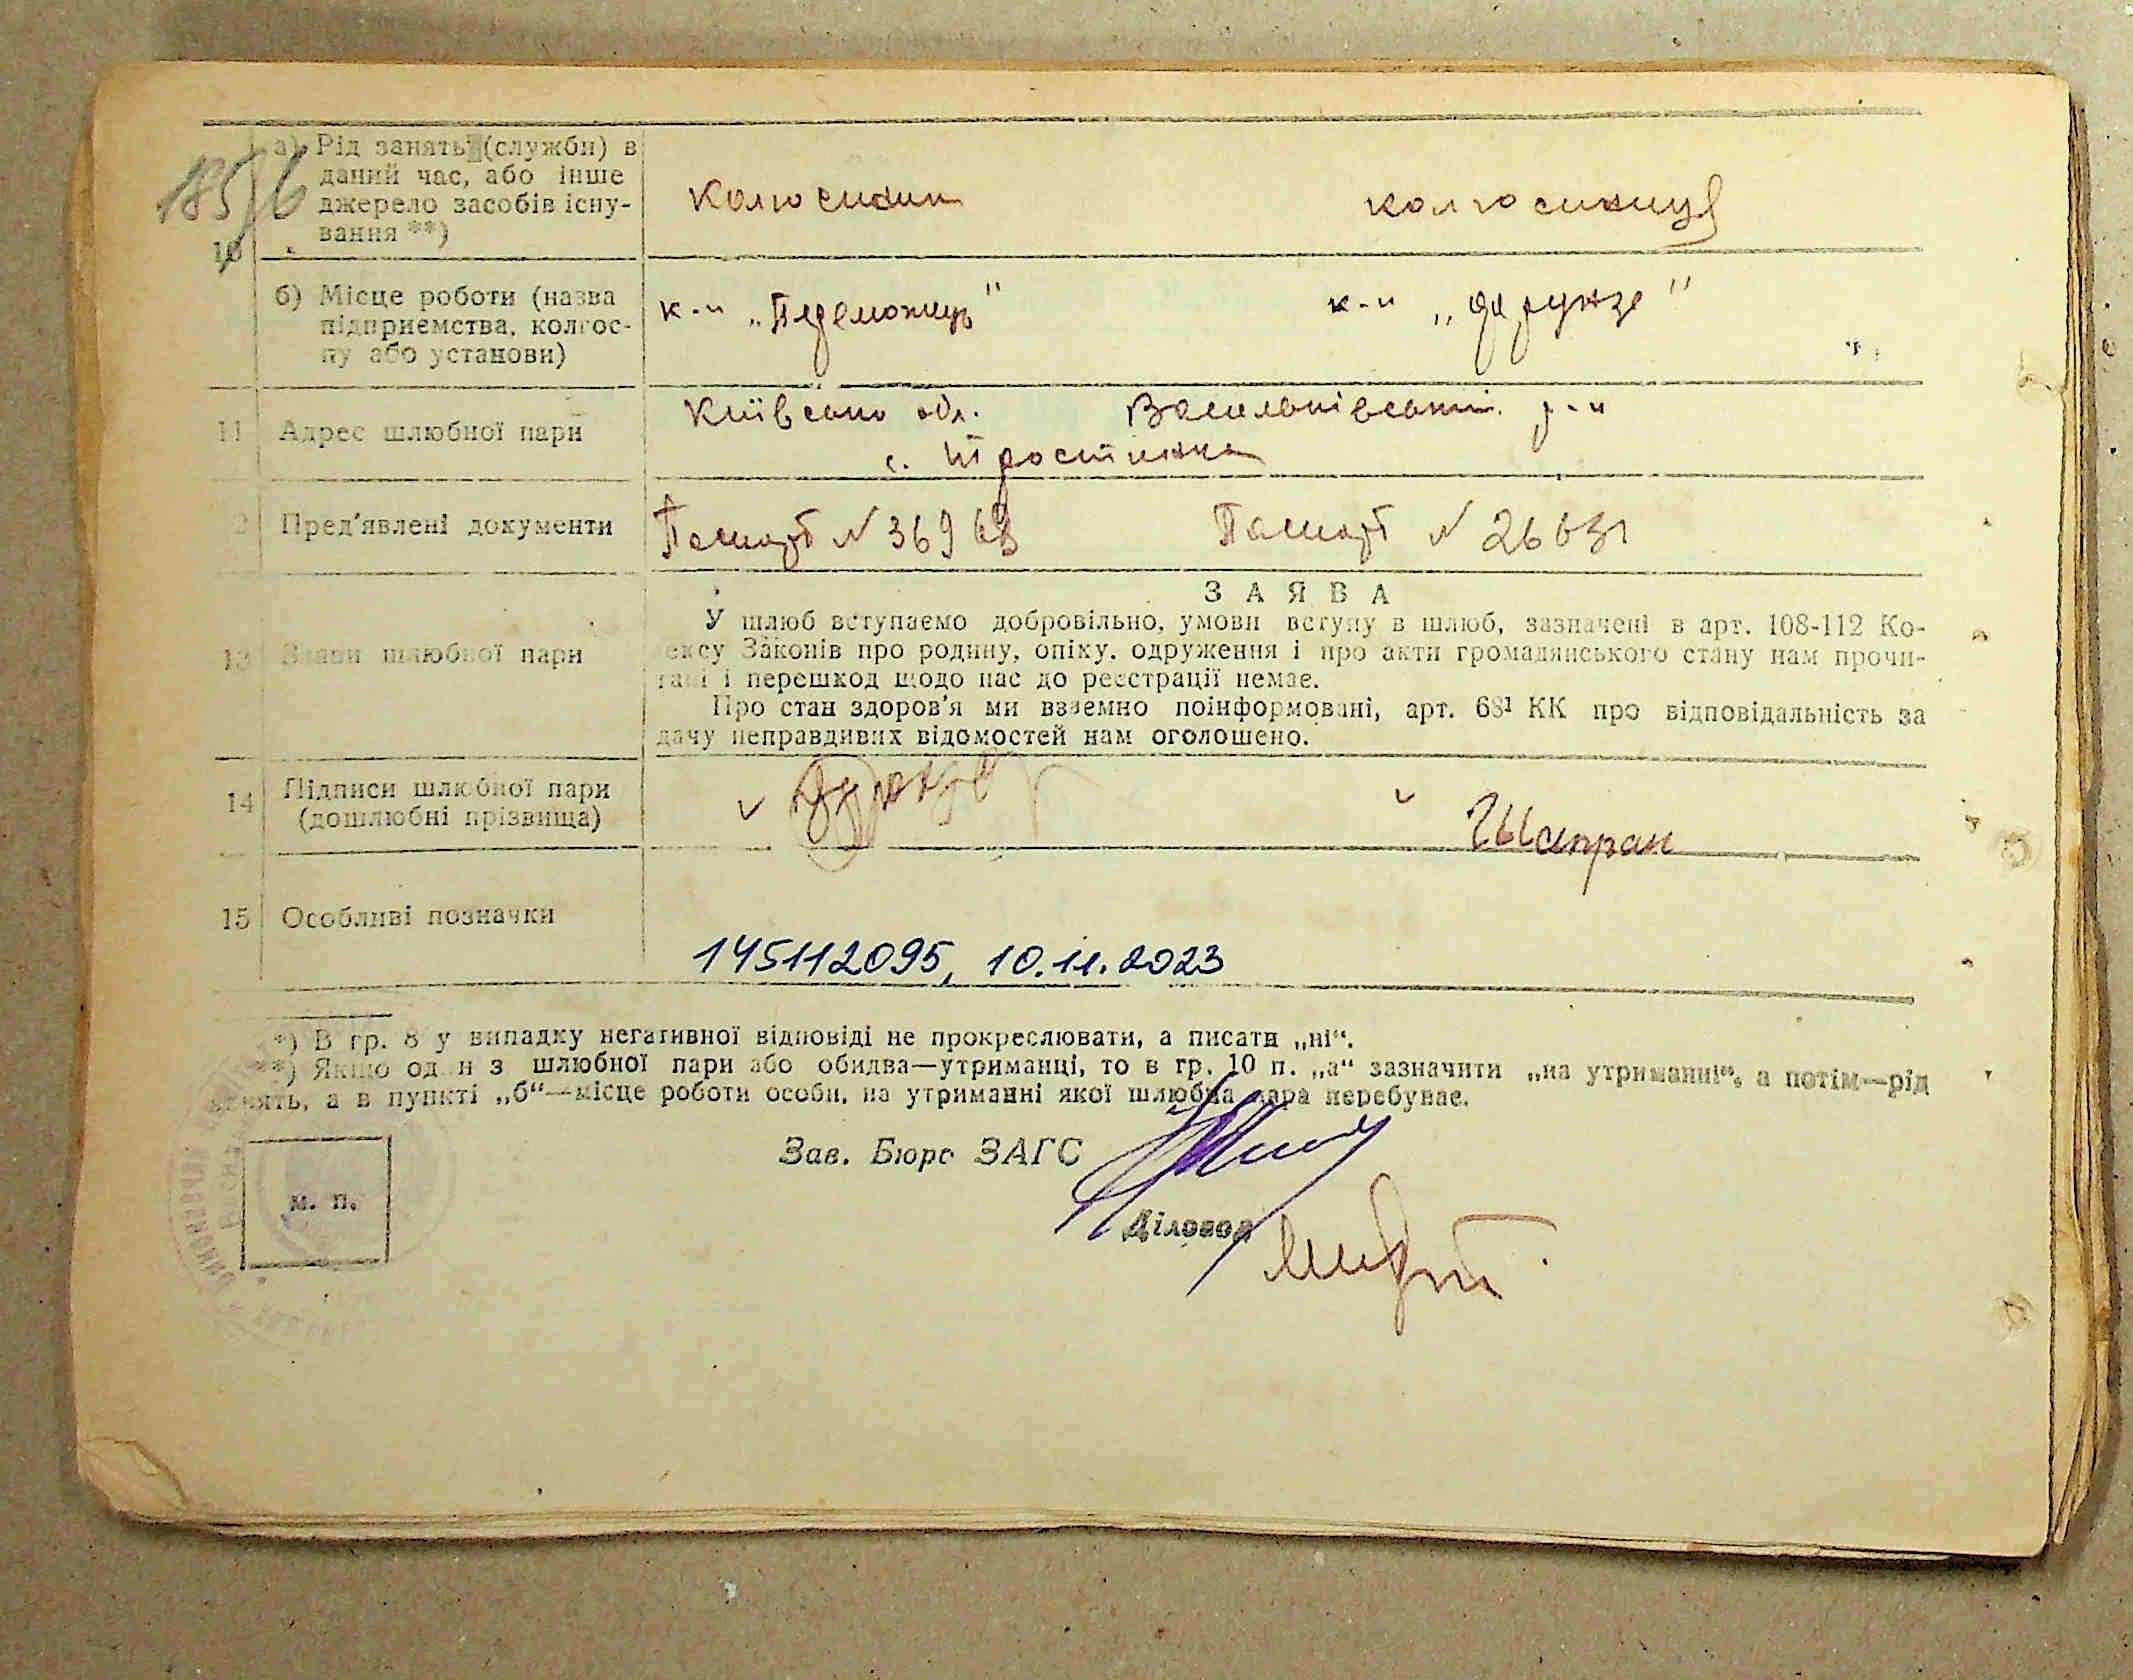 185/6
а) Рід занять (служби) в
даний час, або інше
джерело засобів існу-
вання **)
10
колгоспник колгоспниця
б) Місце роботи (назва
підприємства, колгос-
пу або установи)
к-п „Переможець" к-п „Фрунзе"
11 Адрес шлюбної пари
Київська обл. Васильківський р-н
с. Тростинка
2 Пред'явлені документи
Паспорт N 36963 Паспорт N 26631
13 Заяви шлюбної пари
ЗАЯВА
У шлюб вступаємо добровільно, умови вступу в шлюб, зазначені в арт. 108-112 Ко-
ексу Законів про родину, опіку, одруження і про акти громадянського стану нам прочи-
тані і перешкод щодо нас до реєстрації немає.
Про стан здоров'я ми взаємно поінформовані, арт. 68¹ КК про відповідальність за
дачу неправдивих відомостей нам оголошено.
14 Підписи шлюбної пари
(дошлюбні прізвища)
Шапран
15 Особливі позначки
145112095, 10.11.2023
*) В гр. 8 у випадку негативної відповіді не прокреслювати, а писати „ні".
**) Якщо один з шлюбної пари або обидва—утриманці, то в гр. 10 п. „а" зазначити „на утриманні", а потім—рід
занять, а в пункті „б"—місце роботи особи, на утриманні якої шлюбна пара перебуває.
Зав. Бюро ЗАГС
м. п.
Діловод